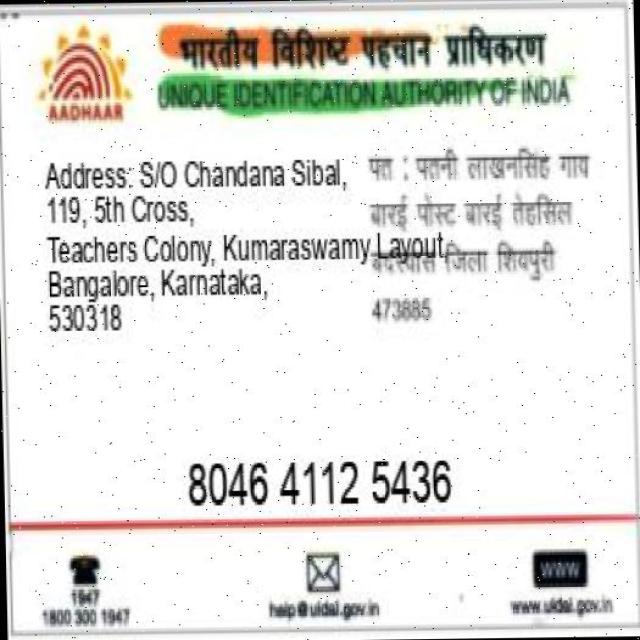 भारतीय विशिष्ट पहचान प्राधिकरण
UNIQUE IDENTIFICATION AUTHORITY OF INDIA
AADHAAR
Address: S/O Chandana Sibal,
119, 5th Cross,
Teachers Colony, Kumaraswamy Layout,
Bangalore, Karnataka,
530318
पत : पतनी लाखनसिंह गाव
बारई पोस्ट बारई तेहसिल
जिला शिवपुरी
473885
8046 4112 5436
1947
1800 300 1947
help@uidai.gov.in
www
www.uidai.gov.in